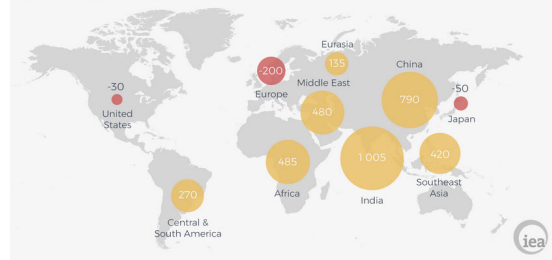 Eurasia
135
China
-30
-200
-50
Middle East
Europe
790
United
States
480
Japan
485
1 005
420
270
Africa
Southeast
Asia
India
Central &
South America
iea